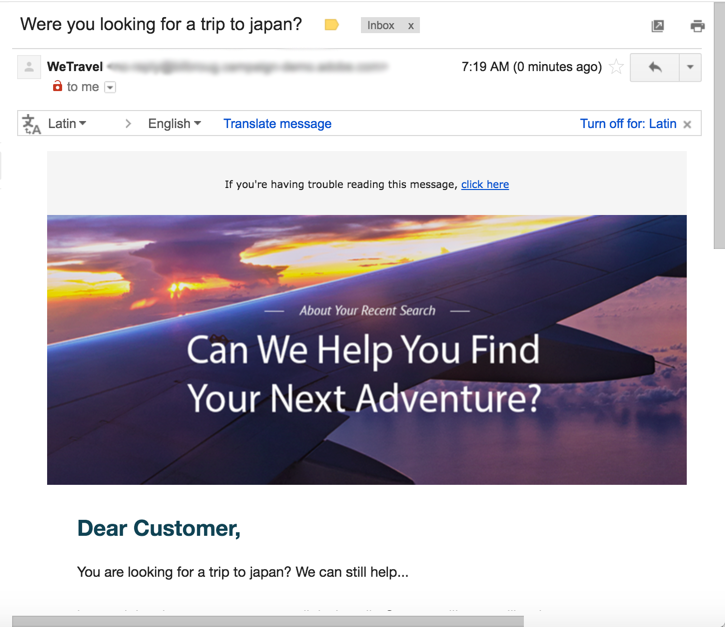 Were you looking for a trip to japan?
Inbox x
WeTravel
7:19 AM (0 minutes ago)
to me
Latin
English
Translate message
Turn off for: Latin
If you're having trouble reading this message, click here
About Your Recent Search
Can We Help You Find
Your Next Adventure?
Dear Customer,
You are looking for a trip to japan? We can still help...